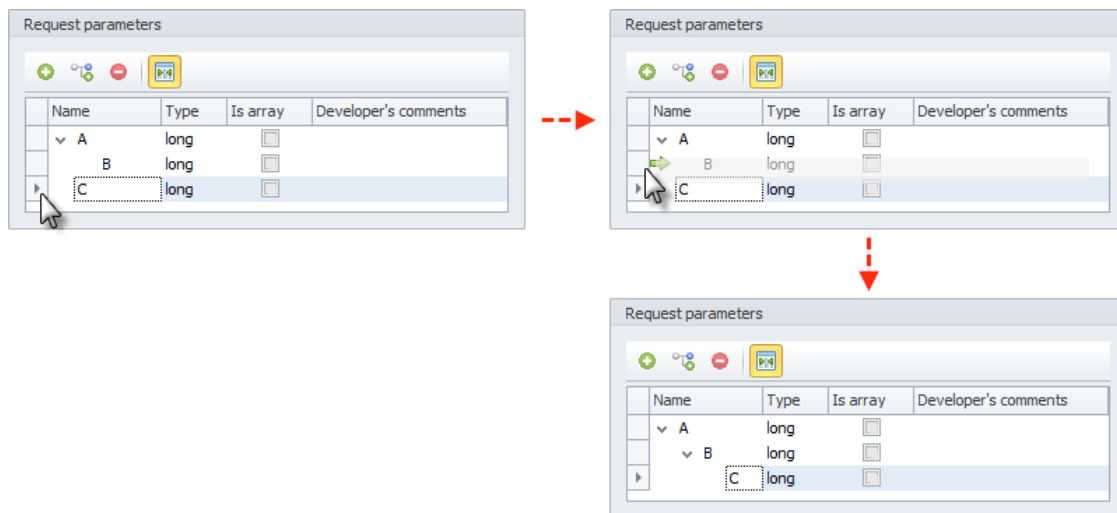 Request parameters
Name Type Is array Developer's comments
A long
B long
C long
Request parameters
Name Type Is array Developer's comments
A long
B long
C long
Request parameters
Name Type Is array Developer's comments
A long
B long
C long